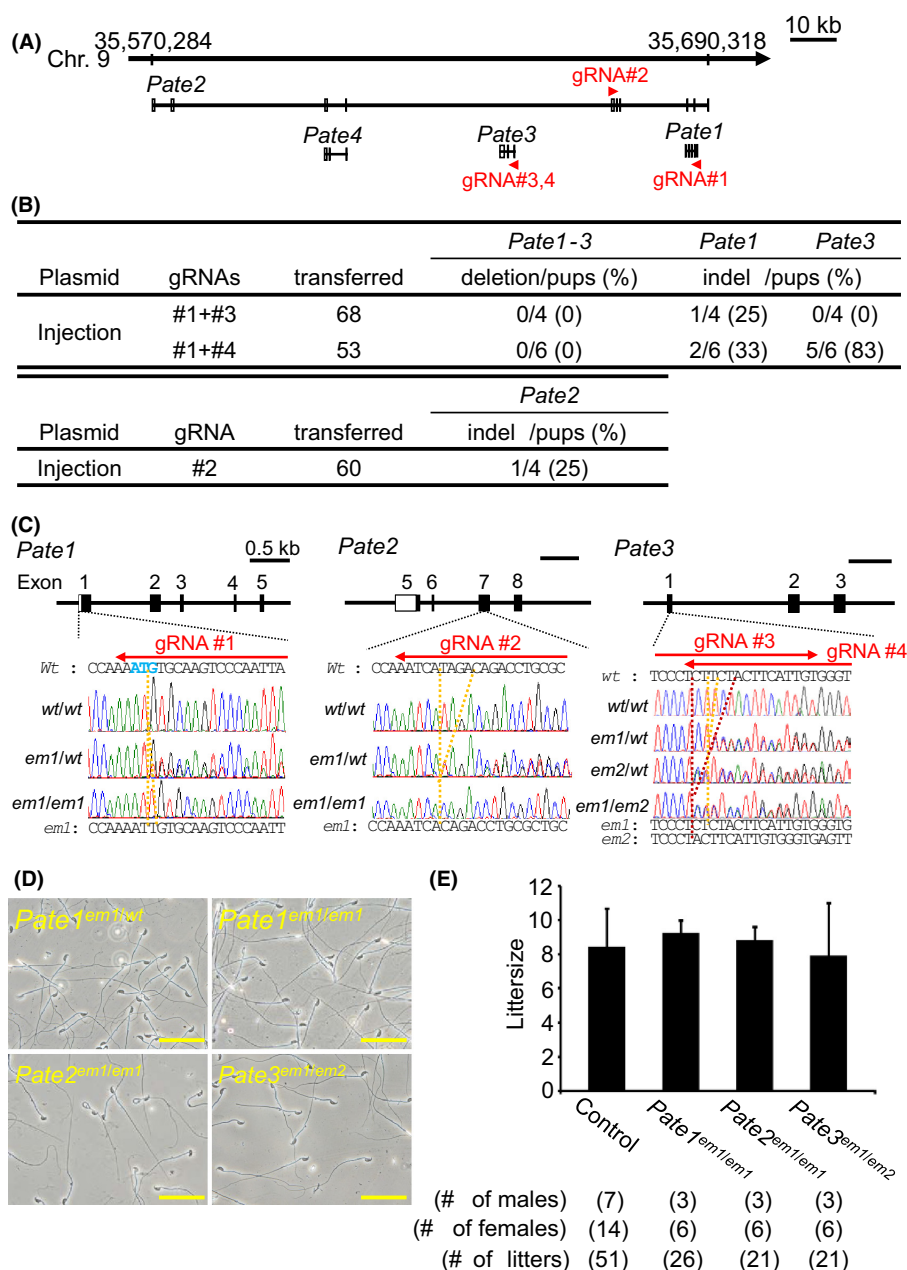 (A)
35,570,284 35,690,318 10 kb
Chr. 9
gRNA#2
Pate2
Pate4 Pate3 Pate1
gRNA#3,4 gRNA#1
(B)
Pate1-3 Pate1 Pate3
Plasmid gRNAs transferred deletion/pups (%) indel /pups (%)
Injection #1+#3 68 0/4 (0) 1/4 (25) 0/4 (0)
#1+#4 53 0/6 (0) 2/6 (33) 5/6 (83)
Pate2
Plasmid gRNA transferred indel /pups (%)
Injection #2 60 1/4 (25)
(C)
Pate1 0.5 kb Pate2 Pate3
Exon 1 2 3 4 5 5 6 7 8 1 2 3
gRNA #1
Wt : CCAAAATGTGCAAGTCCCAATTA
wt/wt
em1/wt
em1/em1
em1: CCAAAATTGTGCAAGTCCCAATT
gRNA #2
Wt : CCAAATCATAGACAGACCTGCGC
wt/wt
em1/wt
em1/em1
em1: CCAAATCACAGACCTGCGCTGC
gRNA #3
gRNA #4
wt : TCCCTCTTCTACTTCATTGTGGGT
wt/wt
em1/wt
em2/wt
em1/em2
em1: TCCCTCTCTACTTCATTGTGGGTG
em2: TCCCTACTTCATTGTGGGTGAGTT
(D)
Pate1em1/wt Pate1em1/em1
Pate2em1/em1 Pate3em1/em2
(E)
Littersize
12
10
8
6
4
2
0
Control Pate1em1/em1 Pate2em1/em1 Pate3em1/em2
(# of males) (7) (3) (3) (3)
(# of females) (14) (6) (6) (6)
(# of litters) (51) (26) (21) (21)